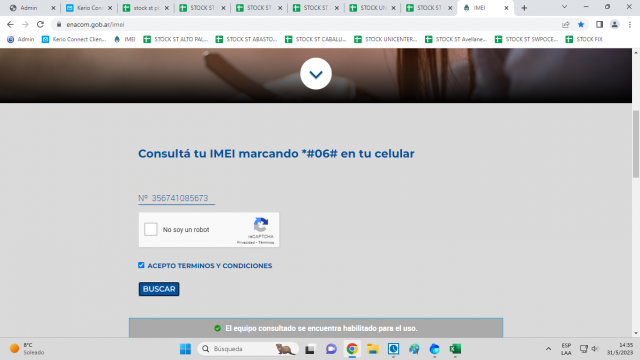 Admin
Kerio Conn
stock st pl
STOCK ST
STOCK ST
STOCK ST
STOCK UN
STOCK ST
IMEI
enacom.gob.ar/imei
Admin
Kerio Connect Clien...
IMEI
STOCK ST ALTO PAL...
STOCK ST ABASTO...
STOCK ST CABALLI...
STOCK UNICENTER...
STOCK ST Avellane...
STOCK ST SWPOCE...
STOCK FIX
Consultá tu IMEI marcando *#06# en tu celular
Nº 356741085673
No soy un robot
reCAPTCHA
Privacidad - Términos
ACEPTO TERMINOS Y CONDICIONES
BUSCAR
El equipo consultado se encuentra habilitado para el uso.
8°C
Soleado
Búsqueda
ESP
LAA
14:35
31/5/2023